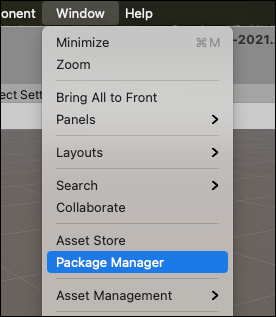 onent Window Help
-2021.
ect Sett
Minimize ⌘M
Zoom
Bring All to Front
Panels
Layouts
Search
Collaborate
Asset Store
Package Manager
Asset Management